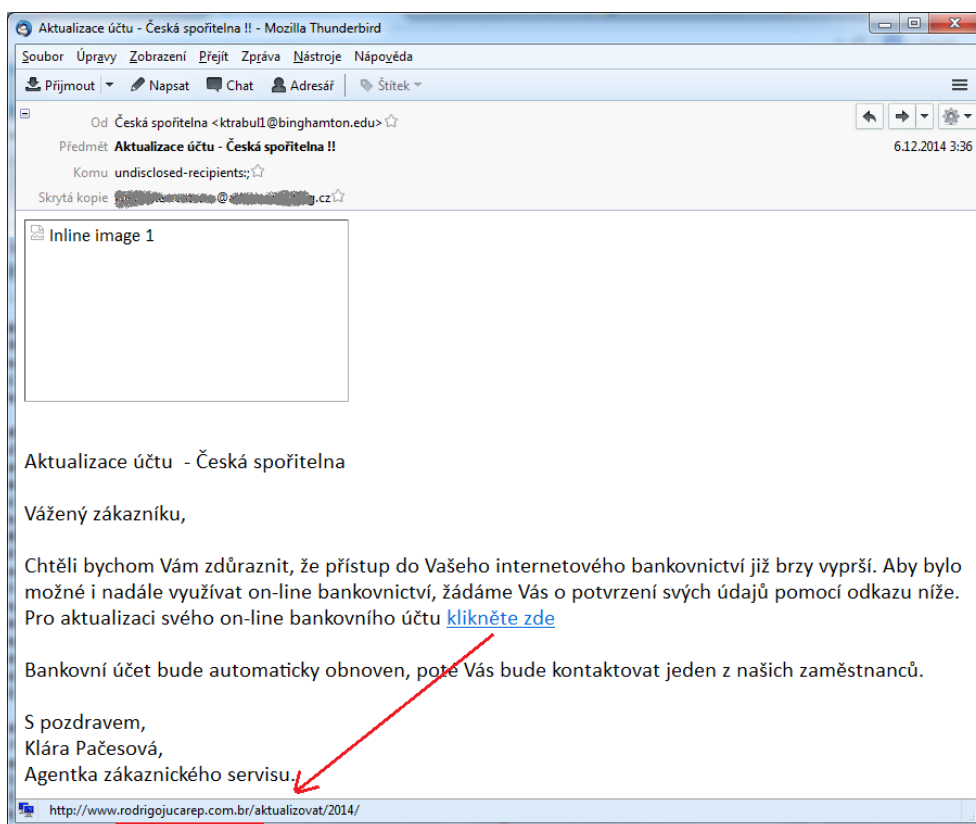 Aktualizace účtu - Česká spořitelna !! - Mozilla Thunderbird
Soubor Úpravy Zobrazení Přejít Zpráva Nástroje Nápověda
Přijmout Napsat Chat Adresář Štítek
Od Česká spořitelna <ktrabul1@binghamton.edu>
Předmět Aktualizace účtu - Česká spořitelna !! 6.12.2014 3:36
Komu undisclosed-recipients:;
Skrytá kopie @ .cz
Inline image 1
Aktualizace účtu - Česká spořitelna
Vážený zákazníku,
Chtěli bychom Vám zdůraznit, že přístup do Vašeho internetového bankovnictví již brzy vyprší. Aby bylo
možné i nadále využívat on-line bankovnictví, žádáme Vás o potvrzení svých údajů pomocí odkazu níže.
Pro aktualizaci svého on-line bankovního účtu klikněte zde
Bankovní účet bude automaticky obnoven, poté Vás bude kontaktovat jeden z našich zaměstnanců.
S pozdravem,
Klára Pačesová,
Agentka zákaznického servisu.
http://www.rodrigojucarep.com.br/aktualizovat/2014/